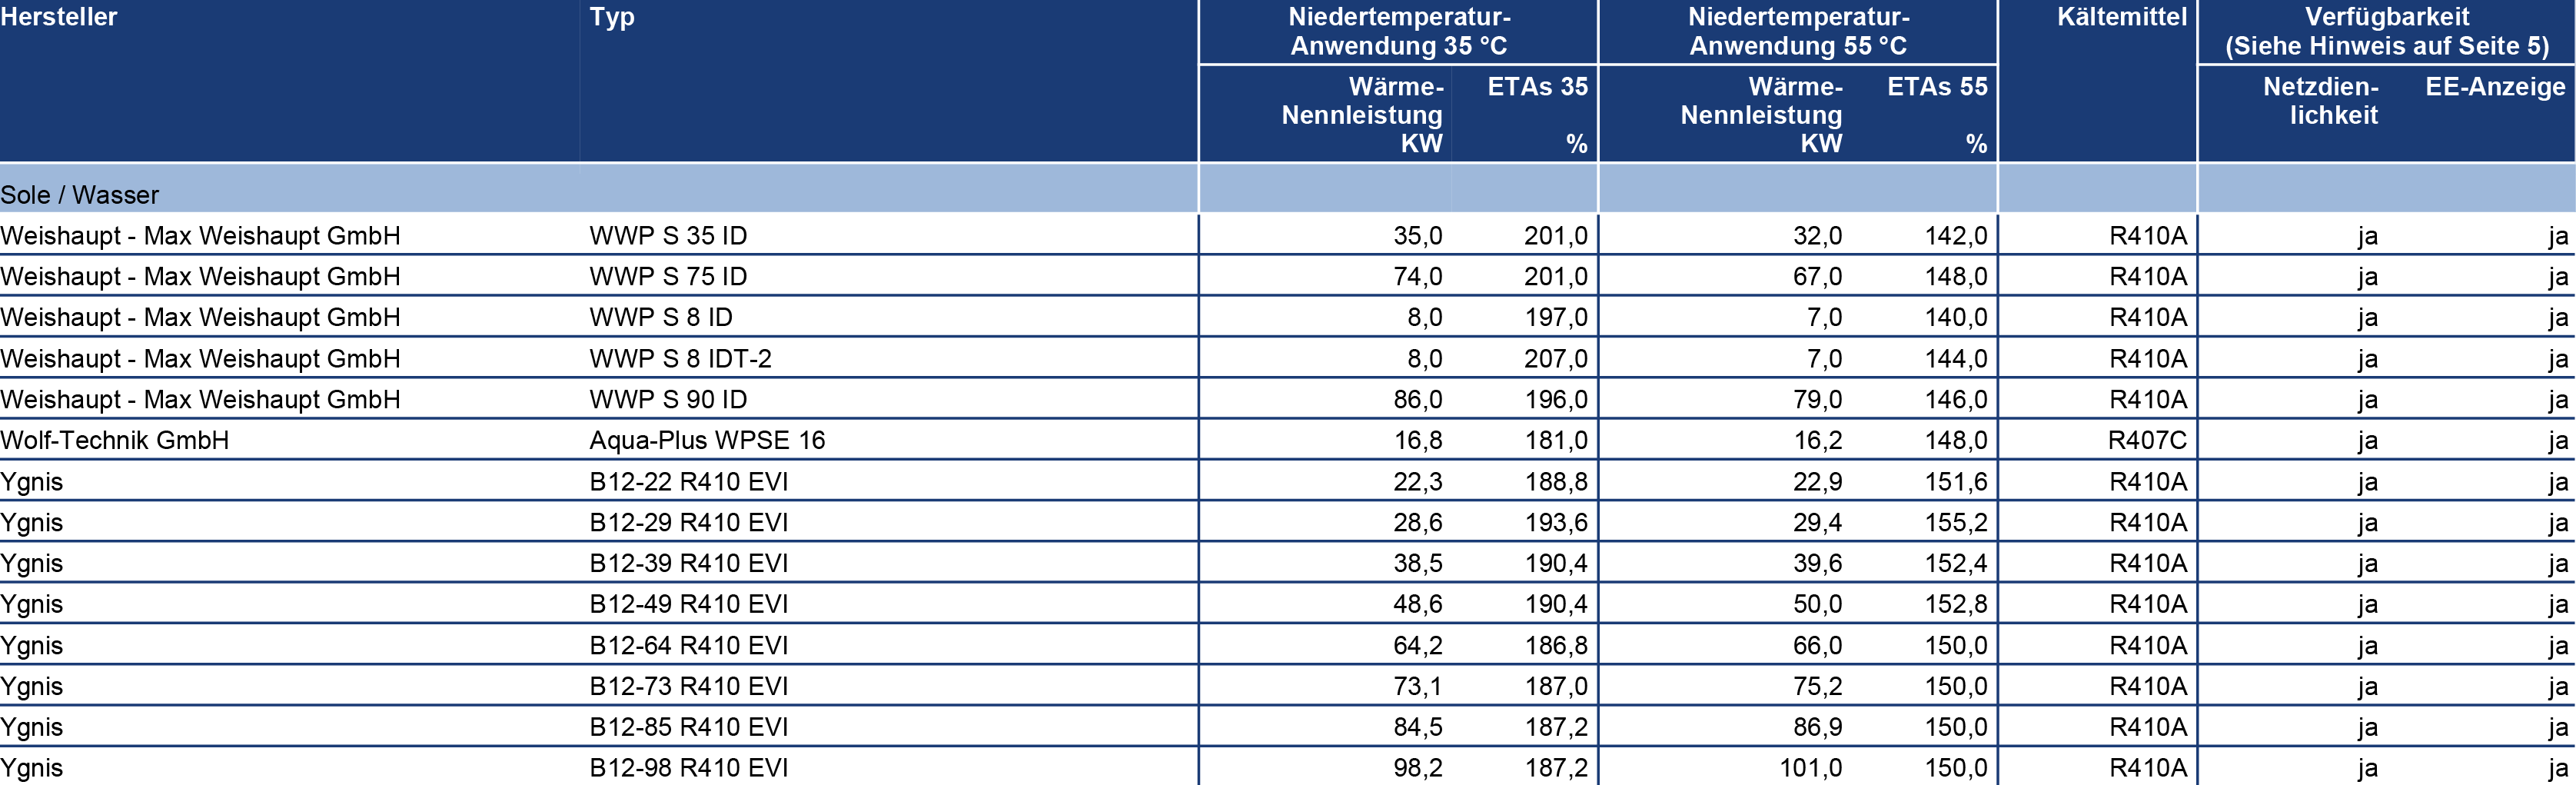 Hersteller Typ Niedertemperatur- Niedertemperatur- Kältemittel Verfügbarkeit
Anwendung 35 °C Anwendung 55 °C (Siehe Hinweis auf Seite 5)
Wärme- ETAs 35 Wärme- ETAs 55 Netzdien- EE-Anzeige
Nennleistung Nennleistung lichkeit
KW % KW %
Sole / Wasser
Weishaupt - Max Weishaupt GmbH WWP S 35 ID 35,0 201,0 32,0 142,0 R410A ja ja
Weishaupt - Max Weishaupt GmbH WWP S 75 ID 74,0 201,0 67,0 148,0 R410A ja ja
Weishaupt - Max Weishaupt GmbH WWP S 8 ID 8,0 197,0 7,0 140,0 R410A ja ja
Weishaupt - Max Weishaupt GmbH WWP S 8 IDT-2 8,0 207,0 7,0 144,0 R410A ja ja
Weishaupt - Max Weishaupt GmbH WWP S 90 ID 86,0 196,0 79,0 146,0 R410A ja ja
Wolf-Technik GmbH Aqua-Plus WPSE 16 16,8 181,0 16,2 148,0 R407C ja ja
Ygnis B12-22 R410 EVI 22,3 188,8 22,9 151,6 R410A ja ja
Ygnis B12-29 R410 EVI 28,6 193,6 29,4 155,2 R410A ja ja
Ygnis B12-39 R410 EVI 38,5 190,4 39,6 152,4 R410A ja ja
Ygnis B12-49 R410 EVI 48,6 190,4 50,0 152,8 R410A ja ja
Ygnis B12-64 R410 EVI 64,2 186,8 66,0 150,0 R410A ja ja
Ygnis B12-73 R410 EVI 73,1 187,0 75,2 150,0 R410A ja ja
Ygnis B12-85 R410 EVI 84,5 187,2 86,9 150,0 R410A ja ja
Ygnis B12-98 R410 EVI 98,2 187,2 101,0 150,0 R410A ja ja